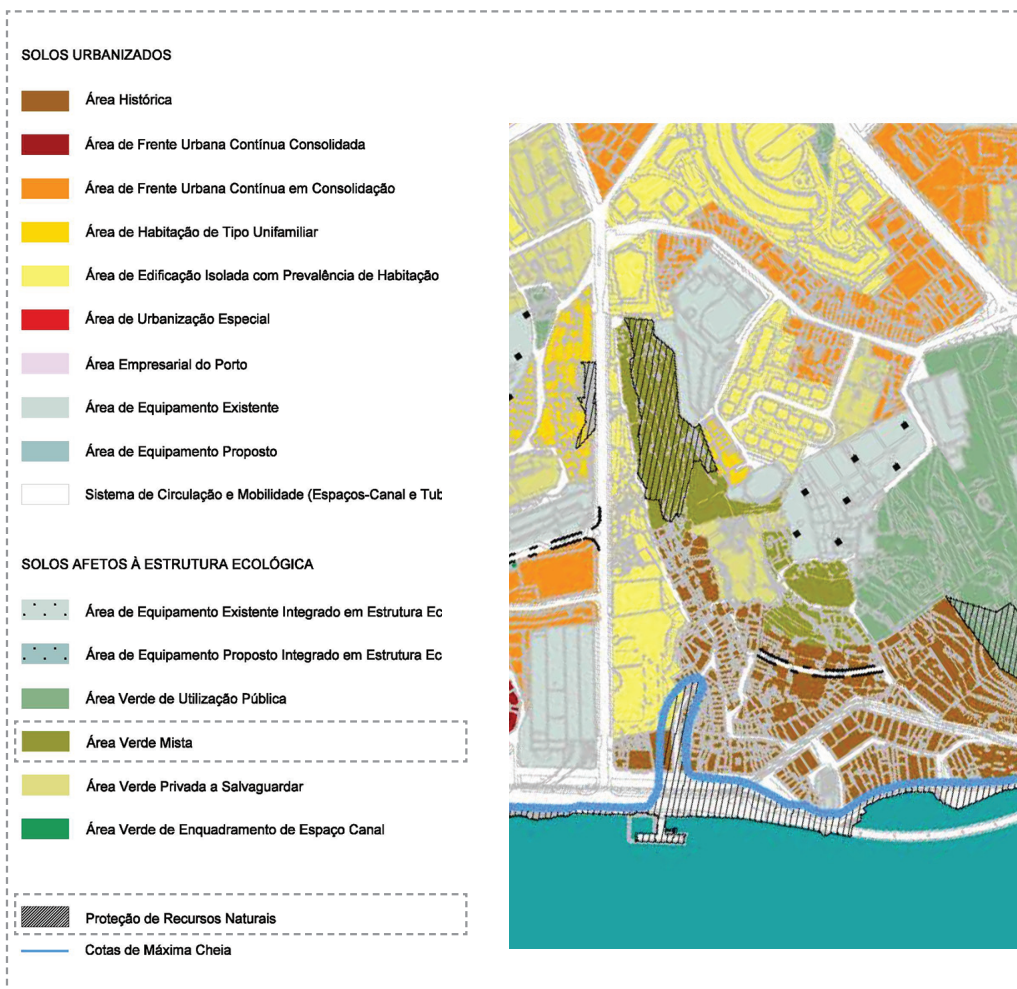 SOLOS URBANIZADOS
Área Histórica
Área de Frente Urbana Contínua Consolidada
Área de Frente Urbana Contínua em Consolidação
Área de Habitação de Tipo Unifamiliar
Área de Edificação Isolada com Prevalência de Habitação
Área de Urbanização Especial
Área Empresarial do Porto
Área de Equipamento Existente
Área de Equipamento Proposto
Sistema de Circulação e Mobilidade (Espaços-Canal e Tub
SOLOS AFETOS À ESTRUTURA ECOLÓGICA
Área de Equipamento Existente Integrado em Estrutura Ec
Área de Equipamento Proposto Integrado em Estrutura Ec
Área Verde de Utilização Pública
Área Verde Mista
Área Verde Privada a Salvaguardar
Área Verde de Enquadramento de Espaço Canal
Proteção de Recursos Naturais
Cotas de Máxima Cheia